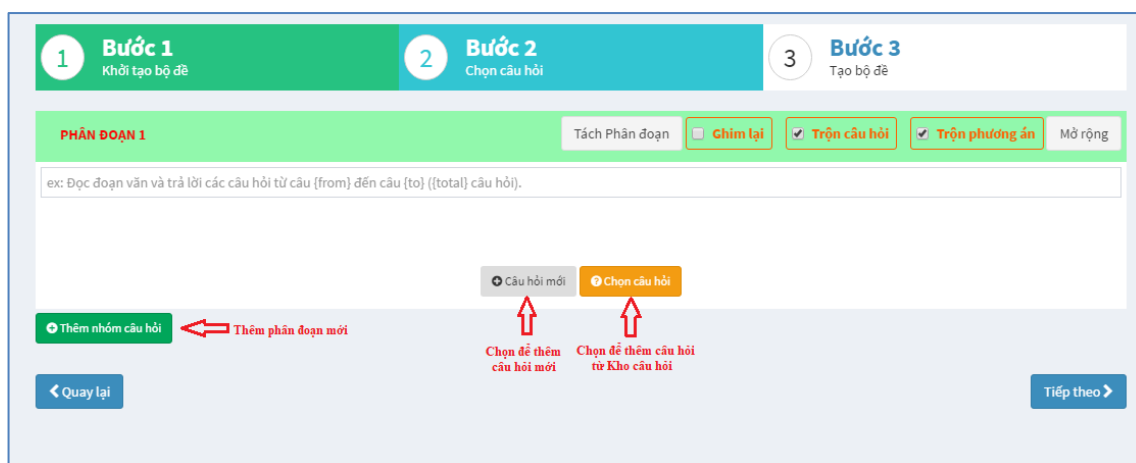 1 Bước 1 2 Bước 2 3 Bước 3
Khởi tạo bộ đề Chọn câu hỏi Tạo bộ đề
PHÂN ĐOẠN 1 Tách Phân đoạn Ghim lại Trộn câu hỏi Trộn phương án Mở rộng
ex: Đọc đoạn văn và trả lời các câu hỏi từ câu {from} đến câu {to} ({total} câu hỏi).
Câu hỏi mới Chọn câu hỏi
Thêm nhóm câu hỏi Thêm phân đoạn mới
Chọn để thêm Chọn để thêm câu hỏi
câu hỏi mới từ Kho câu hỏi
Quay lại Tiếp theo